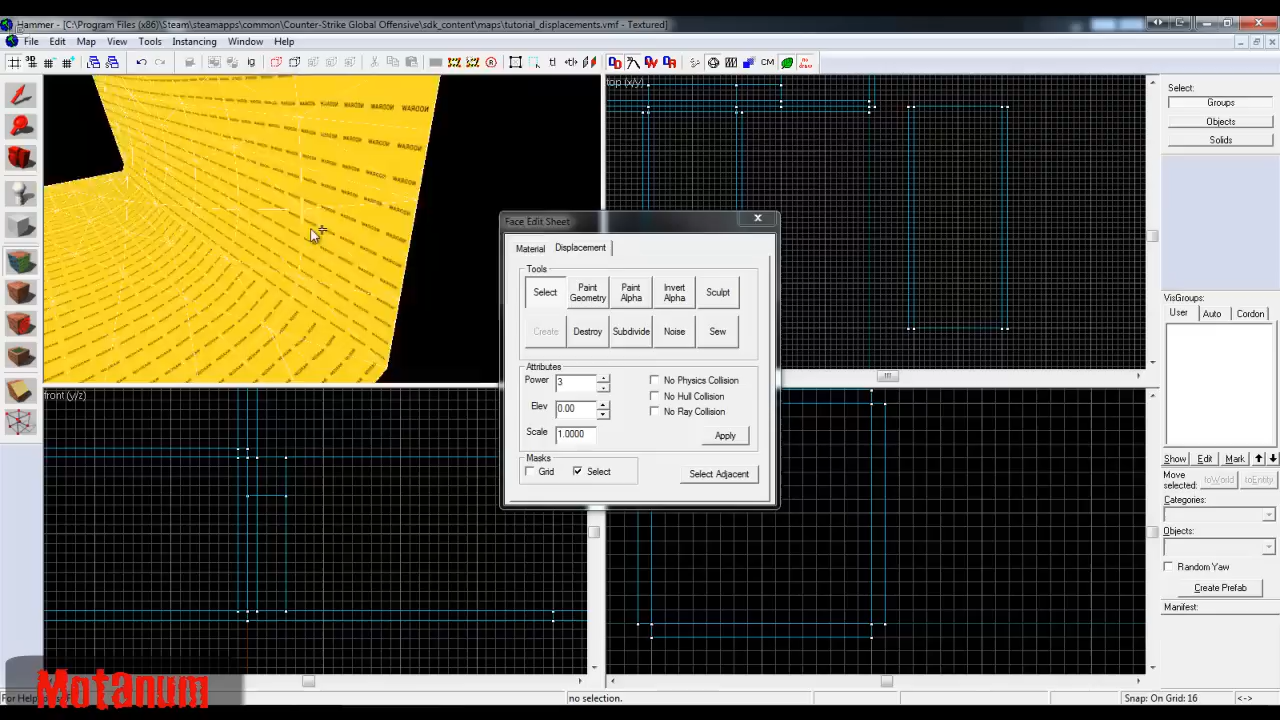 Hammer - [C:\Program Files (x86)\Steam\steamapps\common\Counter-Strike Global Offensive\sdk_content\maps\tutorial_displacements.vmf - Textured]
File Edit Map View Tools Instancing Window Help
top (x/y)
front (y/z)
Face Edit Sheet
Material Displacement
Tools
Select Paint Geometry Paint Alpha Invert Alpha Sculpt
Create Destroy Subdivide Noise Sew
Attributes
Power 3 No Physics Collision
Elev 0.00 No Hull Collision
No Ray Collision
Scale 1.0000 Apply
Masks
Grid Select Select Adjacent
Select:
Groups
Objects
Solids
VisGroups:
User Auto Cordon
Show Edit Mark
Move selected: toWorld toEntity
Categories:
Objects:
Random Yaw
Create Prefab
Manifest:
Motanum
For Help
no selection.
Snap: On Grid: 16 <->